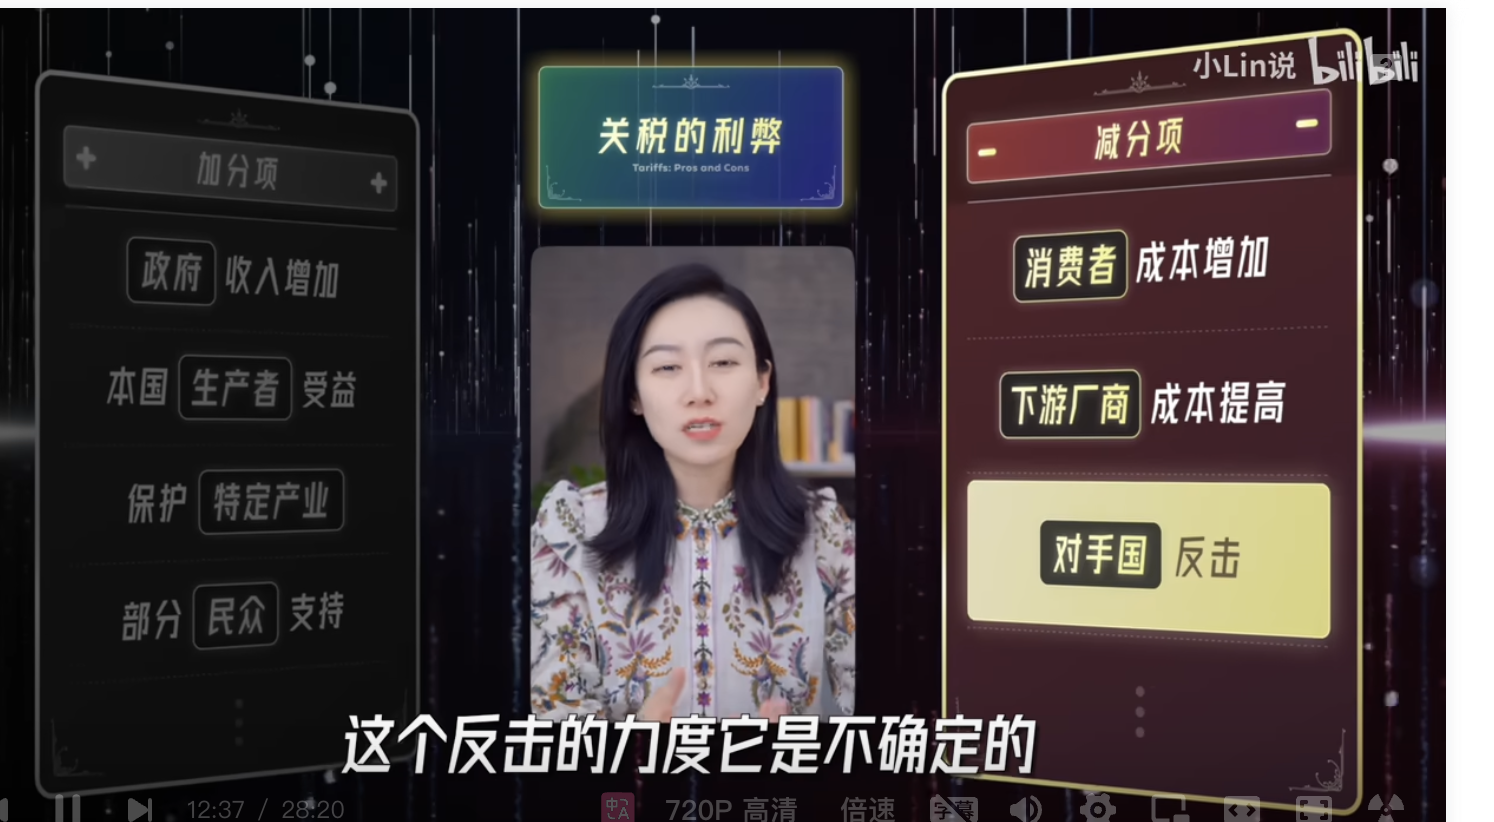 小Lin说 bilibili
关税的利弊
Tariffs: Pros and Cons
+ 加分项 +
政府 收入增加
本国 生产者 受益
保护 特定产业
部分 民众 支持
- 减分项 -
消费者 成本增加
下游厂商 成本提高
对手国 反击
这个反击的力度它是不确定的
12:37 / 28:20
720P 高清
倍速
字幕